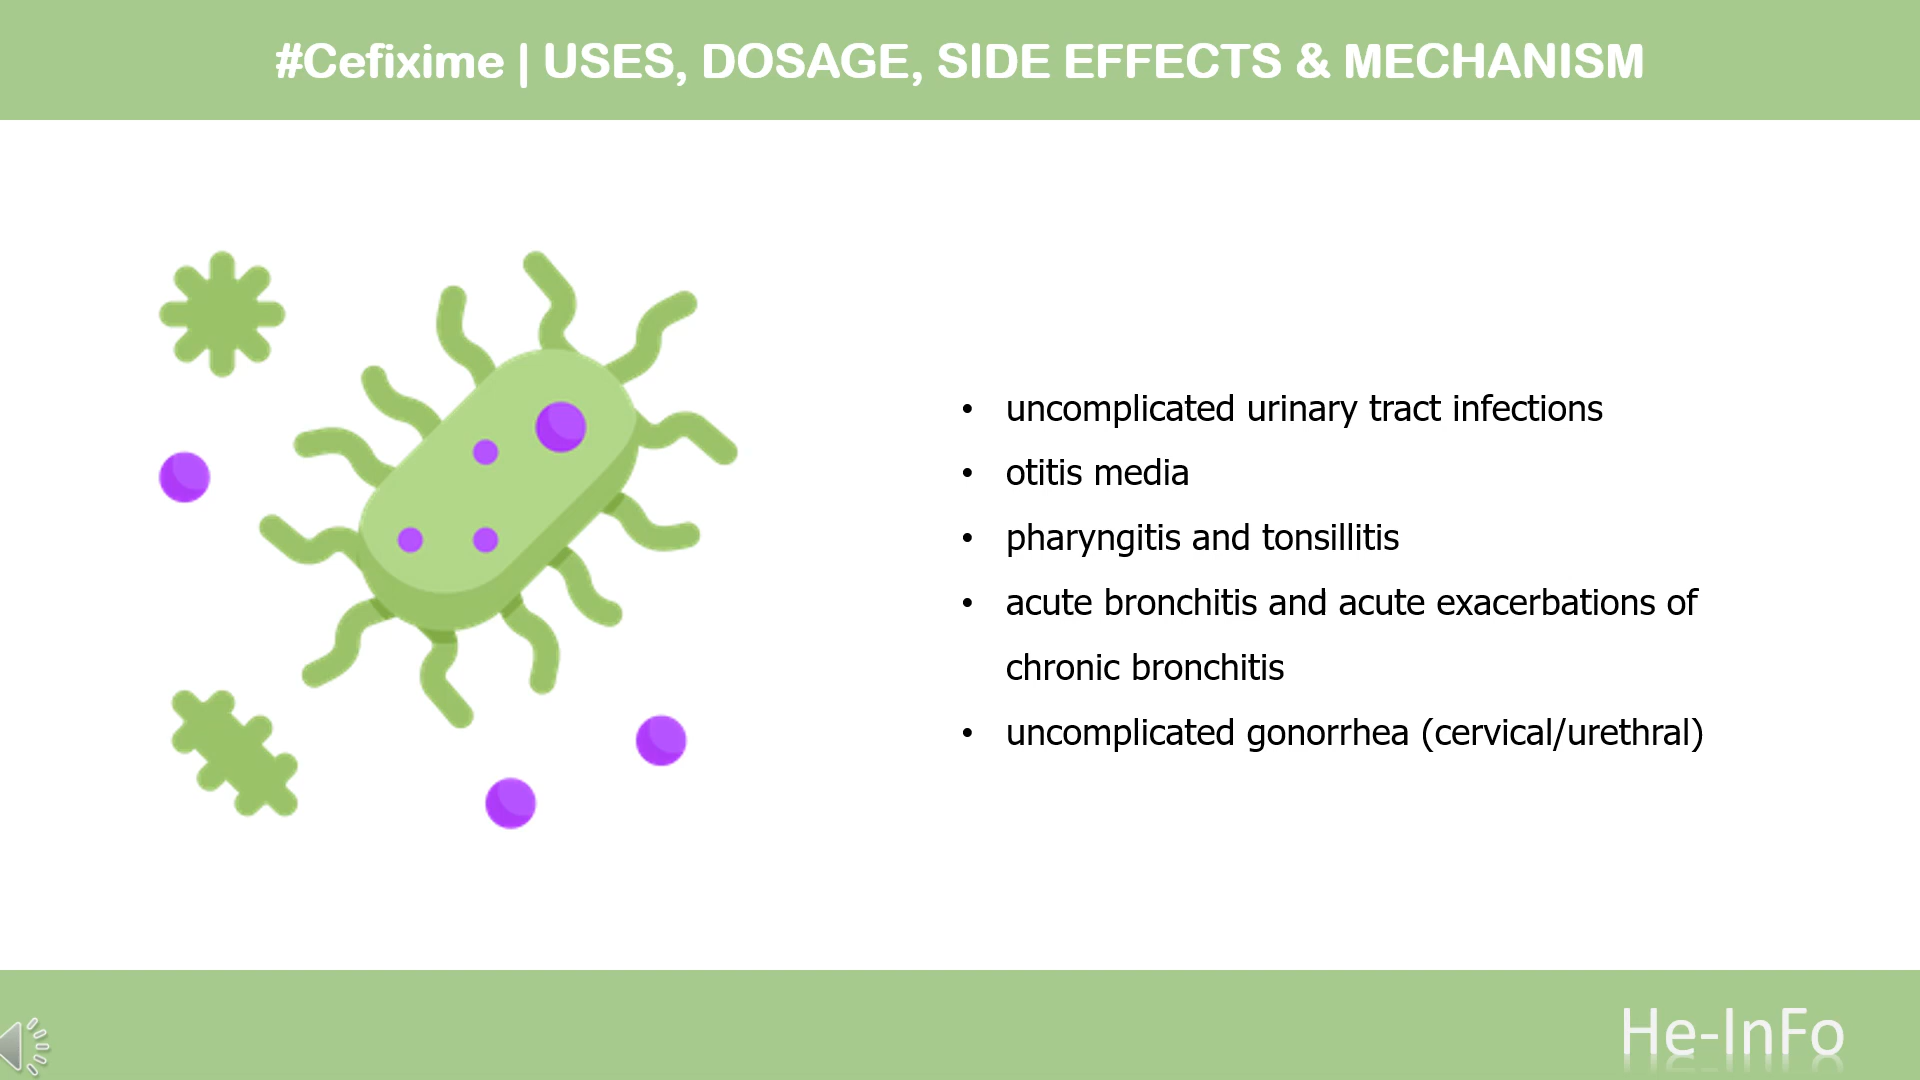 #Cefixime | USES, DOSAGE, SIDE EFFECTS & MECHANISM
• uncomplicated urinary tract infections
• otitis media
• pharyngitis and tonsillitis
• acute bronchitis and acute exacerbations of
chronic bronchitis
• uncomplicated gonorrhea (cervical/urethral)
He-InFo